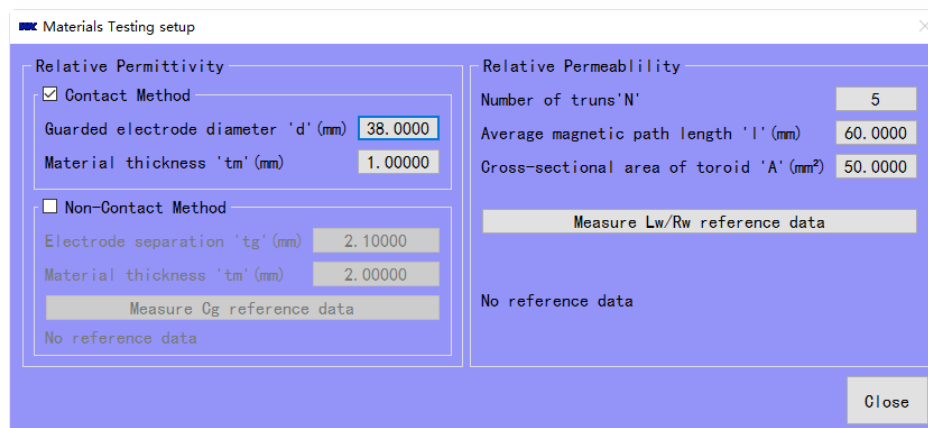 Materials Testing setup
Relative Permittivity
Contact Method
Guarded electrode diameter 'd'(mm) 38.0000
Material thickness 'tm'(mm) 1.00000
Non-Contact Method
Electrode separation 'tg'(mm) 2.10000
Material thickness 'tm'(mm) 2.00000
Measure Cg reference data
No reference data
Relative Permeablility
Number of truns'N' 5
Average magnetic path length 'l'(mm) 60.0000
Cross-sectional area of toroid 'A'(mm²) 50.0000
Measure Lw/Rw reference data
No reference data
Close